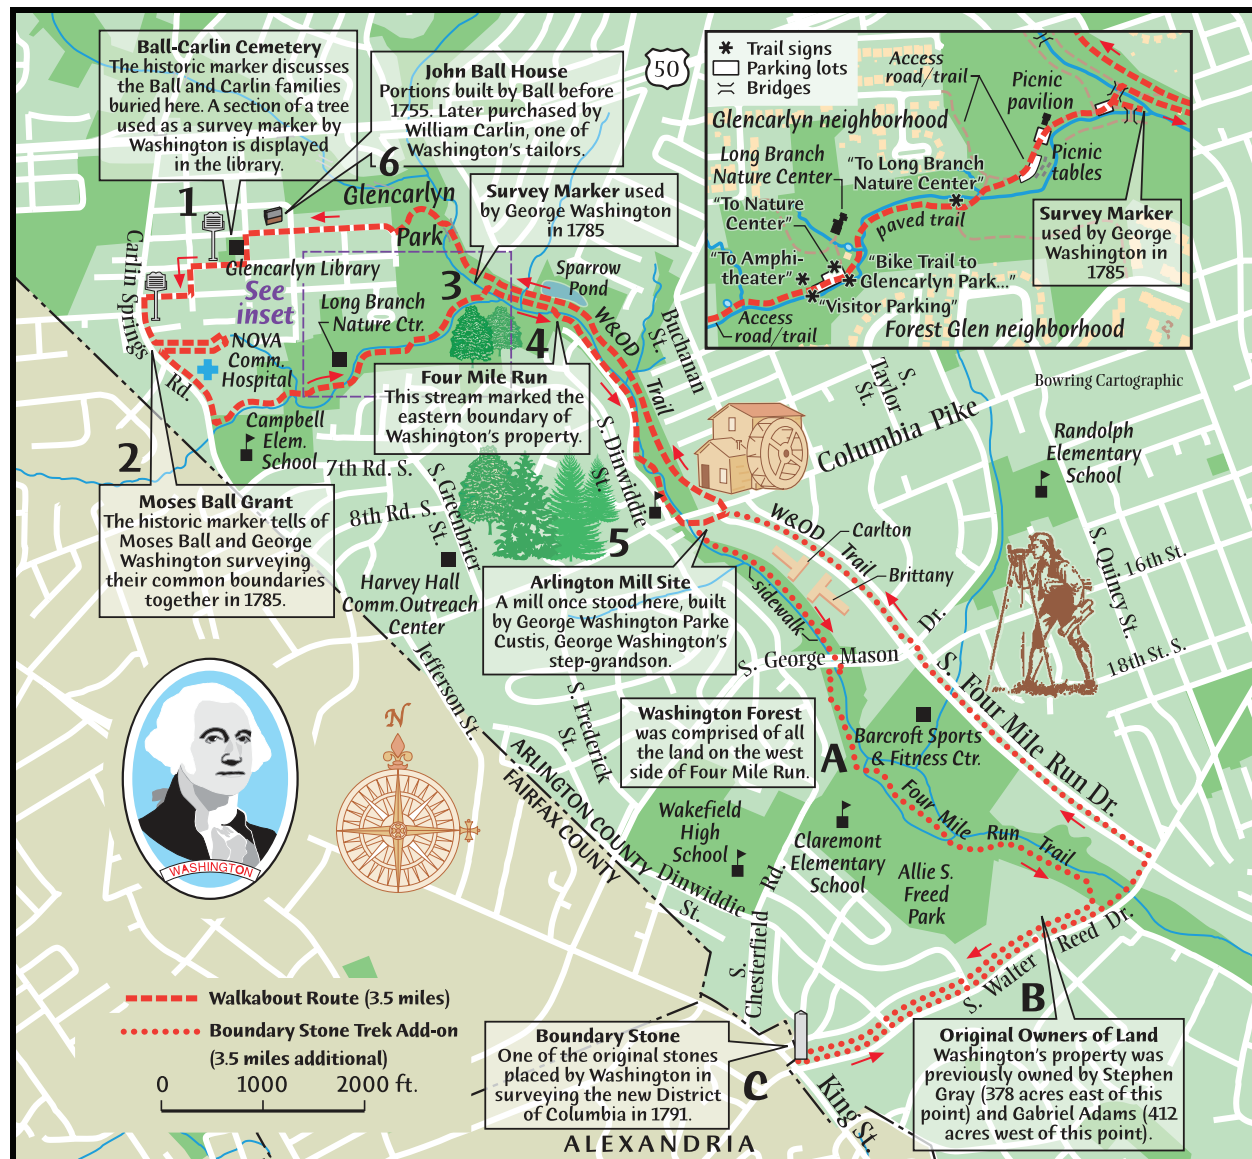 Ball-Carlin Cemetery
The historic marker discusses
the Ball and Carlin families
buried here. A section of a tree
used as a survey marker by
Washington is displayed
in the library.
John Ball House
Portions built by Ball before
1755. Later purchased by
William Carlin, one of
Washington's tailors.
50
Trail signs
Parking lots
Bridges
Access
road/trail
Picnic
pavilion
Glencarlyn neighborhood
Long Branch
Nature Center
"To Long Branch
Nature Center"
Picnic
tables
"To Nature
Center"
paved trail
Survey Marker
used by George
Washington in
1785
"To Amphi-
theater"
"Bike Trail to
Glencarlyn Park..."
"Visitor Parking"
Access
road/trail
Forest Glen neighborhood
Bowring Cartographic
1
6
Glencarlyn
Park
Survey Marker used
by George Washington
in 1785
Carlin Springs
Rd.
Glencarlyn Library
See
inset
Long Branch
Nature Ctr.
NOVA
Comm.
Hospital
3
Sparrow
Pond
4
W&OD
Trail
Buchanan
St.
Four Mile Run
This stream marked the
eastern boundary of
Washington's property.
S.
Taylor
St.
Columbia Pike
Randolph
Elementary
School
Campbell
Elem.
School
2
7th Rd. S.
8th Rd. S.
S. Greenbrier
St.
S. Dinwiddie
St.
Moses Ball Grant
The historic marker tells of
Moses Ball and George
Washington surveying
their common boundaries
together in 1785.
5
W&OD
Trail
Carlton
Brittany
S. Quincy St.
16th St.
18th St. S.
Harvey Hall
Comm.Outreach
Center
Arlington Mill Site
A mill once stood here, built
by George Washington Parke
Custis, George Washington's
step-grandson.
sidewalk
S. George Mason
Dr.
Jefferson St.
N
S. Frederick
St.
Washington Forest
was comprised of all
the land on the west
side of Four Mile Run.
A
Barcroft Sports
& Fitness Ctr.
S. Four Mile Run Dr.
ARLINGTON COUNTY
FAIRFAX COUNTY
WASHINGTON
Wakefield
High
School
Claremont
Elementary
School
Four Mile Run
Trail
Allie S.
Freed
Park
Dinwiddie
St.
S.
Chesterfield
Rd.
S. Walter Reed Dr.
B
Walkabout Route (3.5 miles)
Boundary Stone Trek Add-on
(3.5 miles additional)
0 1000 2000 ft.
Boundary Stone
One of the original stones
placed by Washington in
surveying the new District
of Columbia in 1791.
C
King St.
Original Owners of Land
Washington's property was
previously owned by Stephen
Gray (378 acres east of this
point) and Gabriel Adams (412
acres west of this point).
ALEXANDRIA